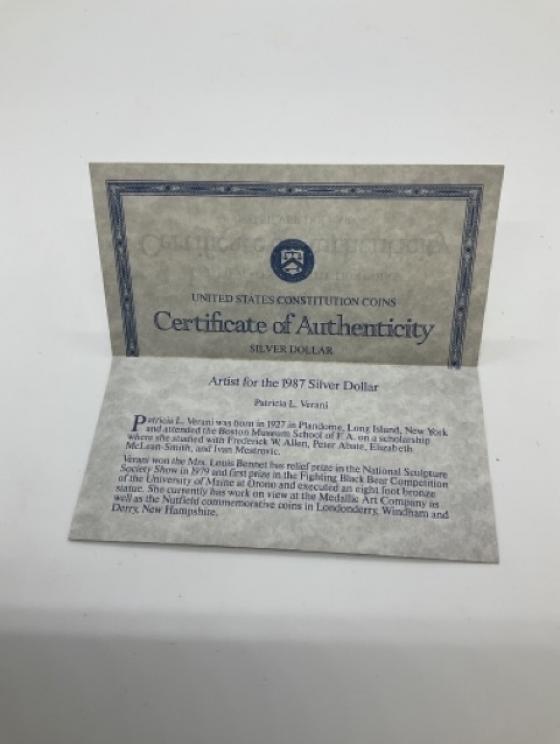 UNITED STATES CONSTITUTION COINS
Certificate of Authenticity
SILVER DOLLAR
Artist for the 1987 Silver Dollar
Patricia L. Verani
Patricia L. Verani was born in 1927 in Plandome, Long Island, New York
and attended the Boston Museum School of F. A. on a scholarship
where she studied with Frederick W. Allen, Peter Abate, Elizabeth
McLean-Smith, and Ivan Mestrovic.
Verani won the Mrs. Louis Bennet bas relief prize in the National Sculpture
Society Show in 1979 and first prize in the Fighting Black Bear Competition
of the University of Maine at Orono and executed an eight foot bronze
statue. She currently has work on view at the Medallic Art Company as
well as the Nutfield commemorative coins in Londonderry, Windham and
Derry, New Hampshire.